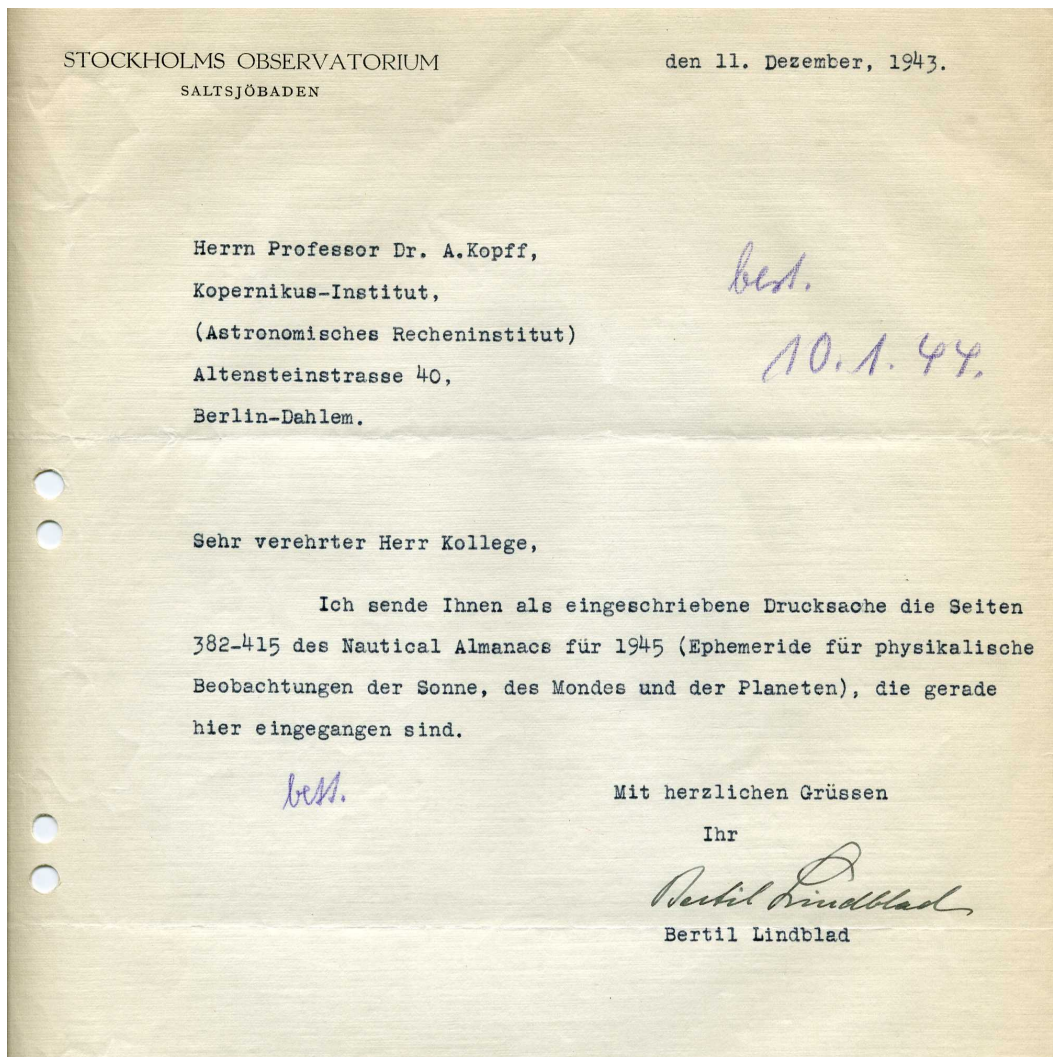 STOCKHOLMS OBSERVATORIUM
SALTSJÖBADEN
den 11. Dezember, 1943.
Herrn Professor Dr. A.Kopff,
Kopernikus-Institut,
(Astronomisches Recheninstitut)
Altensteinstrasse 40,
Berlin-Dahlem.
best.
10.1.44.
Sehr verehrter Herr Kollege,
Ich sende Ihnen als eingeschriebene Drucksache die Seiten
382-415 des Nautical Almanacs für 1945 (Ephemeride für physikalische
Beobachtungen der Sonne, des Mondes und der Planeten), die gerade
hier eingegangen sind.
best.
Mit herzlichen Grüssen
Ihr
Bertil Lindblad
Bertil Lindblad